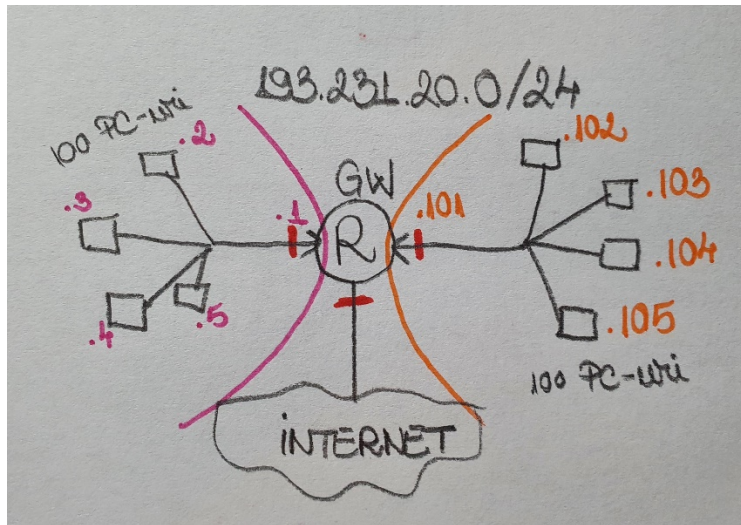 193.231.20.0/24
100 PC-uri
.2
.3
.4
.5
GW
.1
R
.101
.102
.103
.104
.105
100 PC-uri
INTERNET